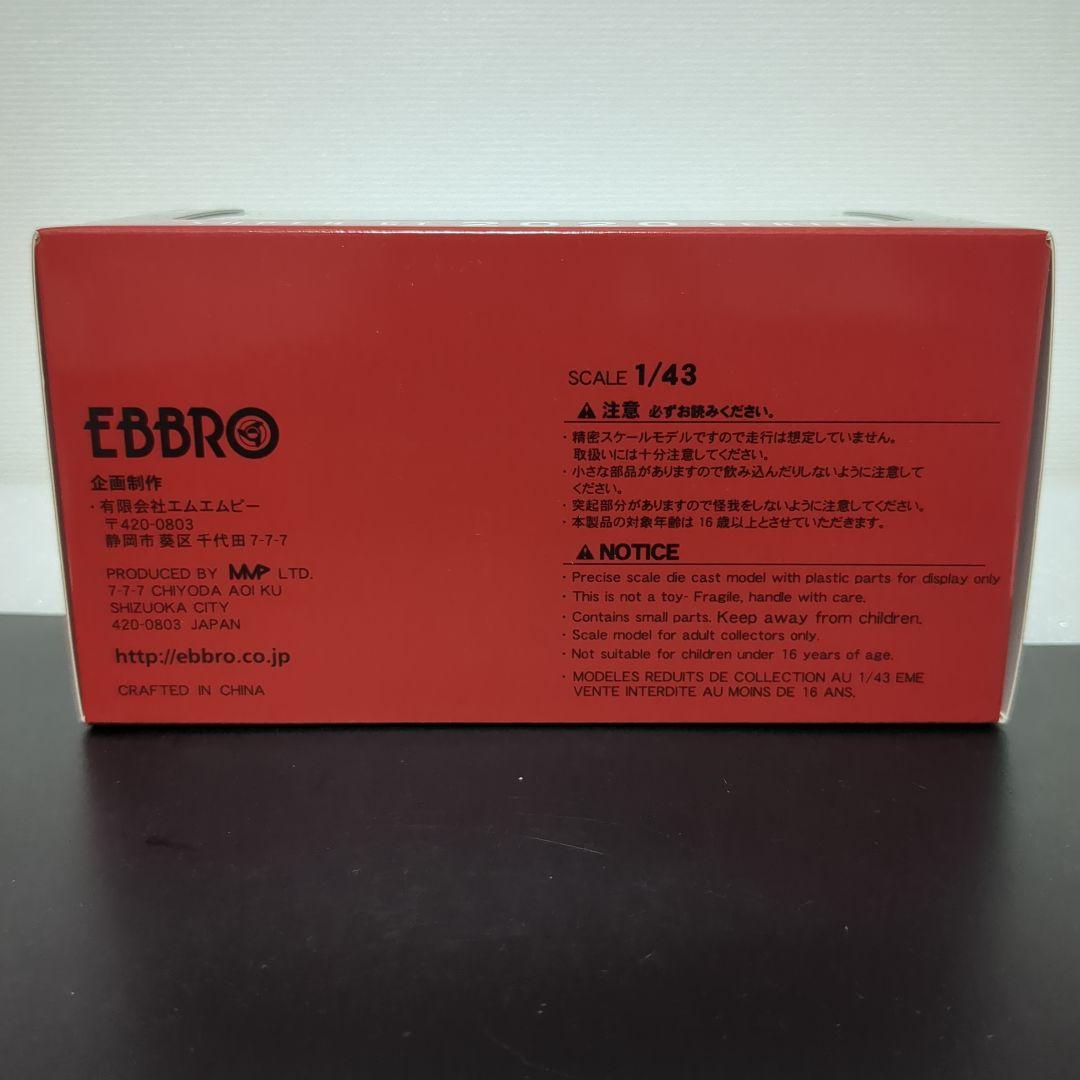 EBBRO
企画制作
・有限会社エムエムピー
〒420-0803
静岡市 葵区 千代田 7-7-7
PRODUCED BY MMP LTD.
7-7-7 CHIYODA AOI KU
SHIZUOKA CITY
420-0803 JAPAN
http://ebbro.co.jp
CRAFTED IN CHINA
SCALE 1/43
⚠ 注意 必ずお読みください。
・精密スケールモデルですので走行は想定していません。
取扱いには十分注意してください。
・小さな部品がありますので飲み込んだりしないように注意して
ください。
・突起部分がありますので怪我をしないように注意してください。
・本製品の対象年齢は 16 歳以上とさせていただきます。
⚠ NOTICE
・Precise scale die cast model with plastic parts for display only
・This is not a toy- Fragile, handle with care.
・Contains small parts. Keep away from children.
・Scale model for adult collectors only.
・Not suitable for children under 16 years of age.
・MODELES REDUITS DE COLLECTION AU 1/43 EME
VENTE INTERDITE AU MOINS DE 16 ANS.